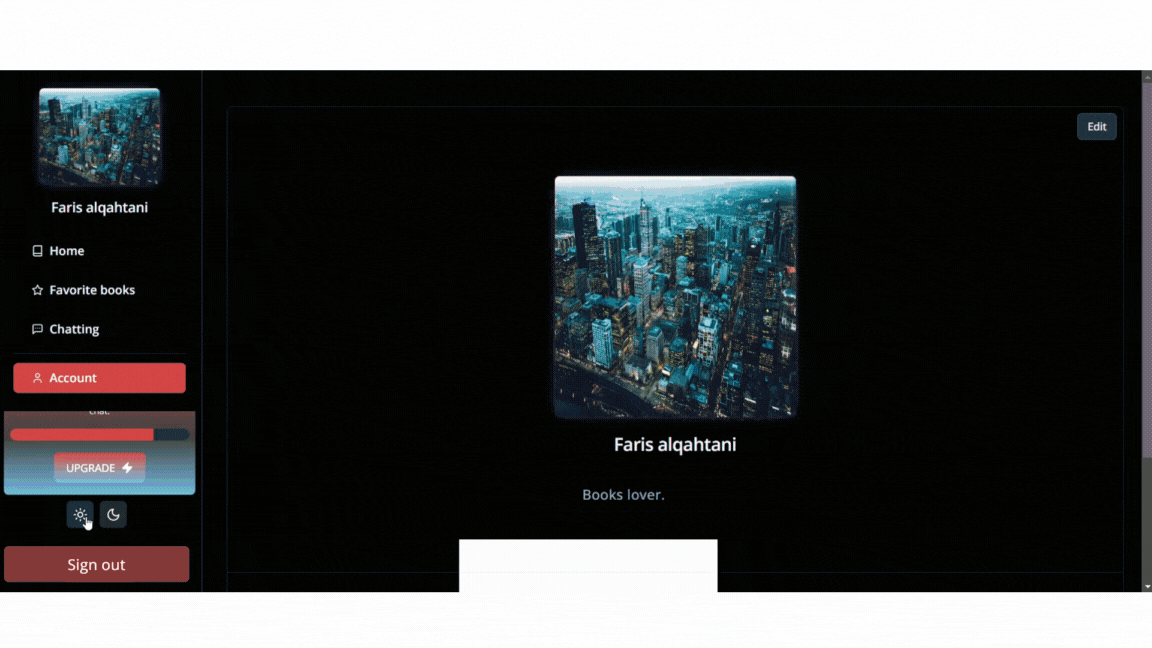 Faris alqahtani
Home
Favorite books
Chatting
Account
chat.
UPGRADE
Sign out
Edit
Faris alqahtani
Books lover.